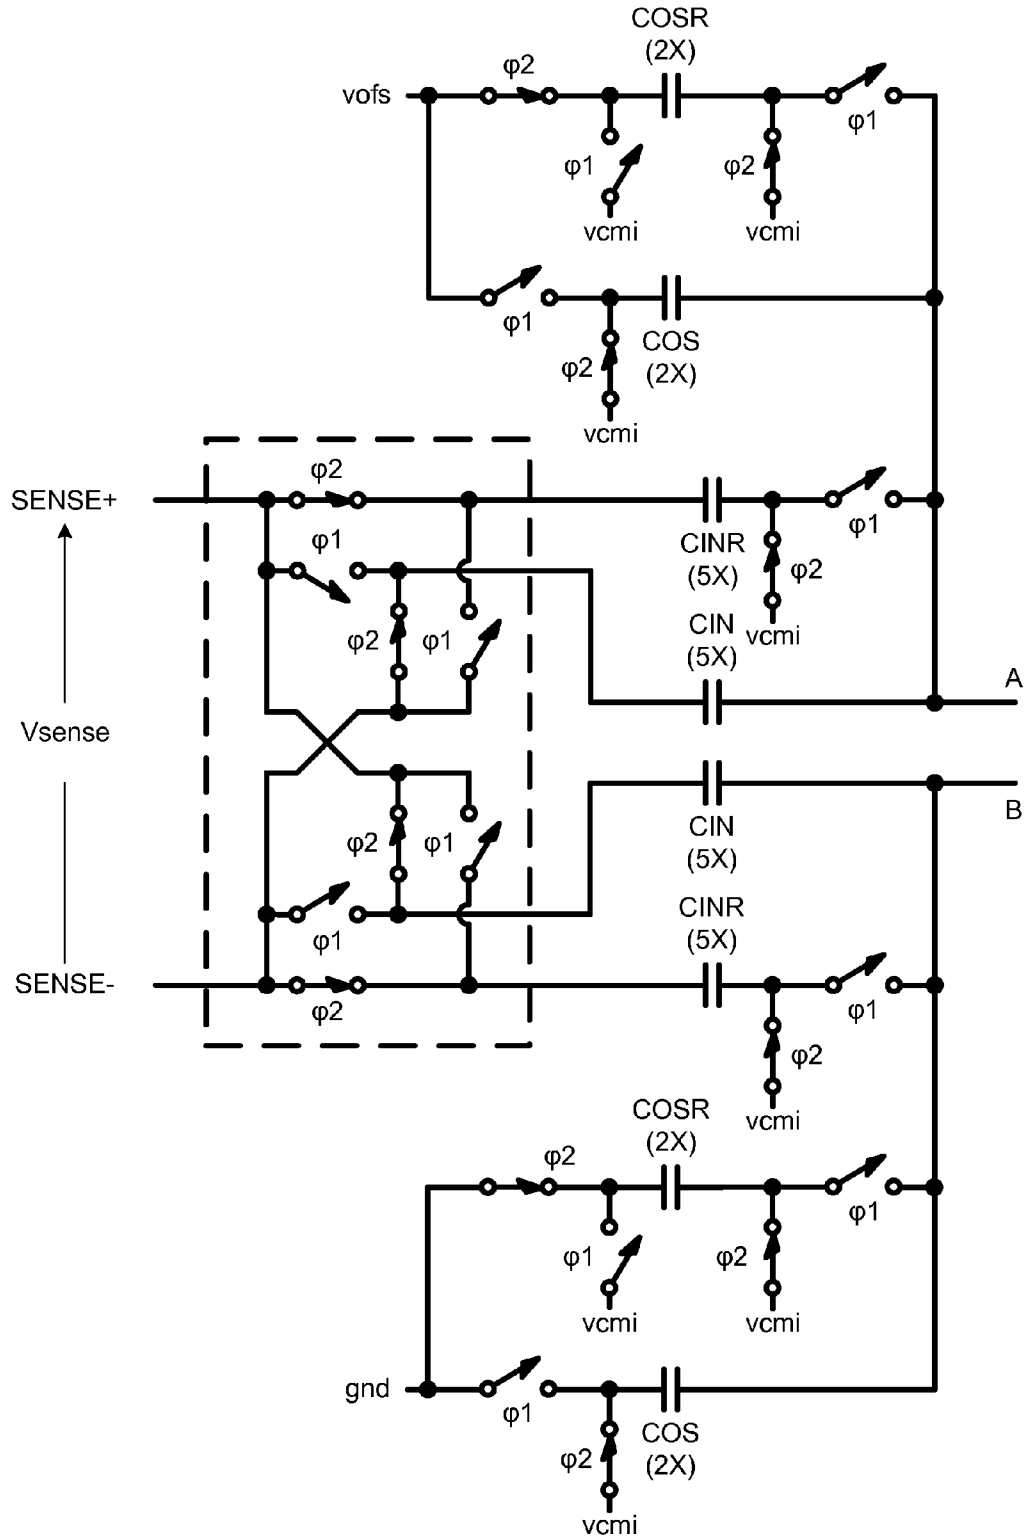 COSR
(2X)
φ2
vofs
φ1
φ1
φ2
vcmi
vcmi
φ1
COS
(2X)
φ2
vcmi
φ2
SENSE+
φ1
φ1
CINR
(5X)
φ2
φ2
φ1
CIN
(5X)
vcmi
A
Vsense
B
CIN
(5X)
φ2
φ1
CINR
(5X)
φ1
SENSE-
φ2
φ1
φ2
vcmi
COSR
(2X)
φ2
φ1
φ1
φ2
vcmi
vcmi
gnd
φ1
COS
(2X)
φ2
vcmi